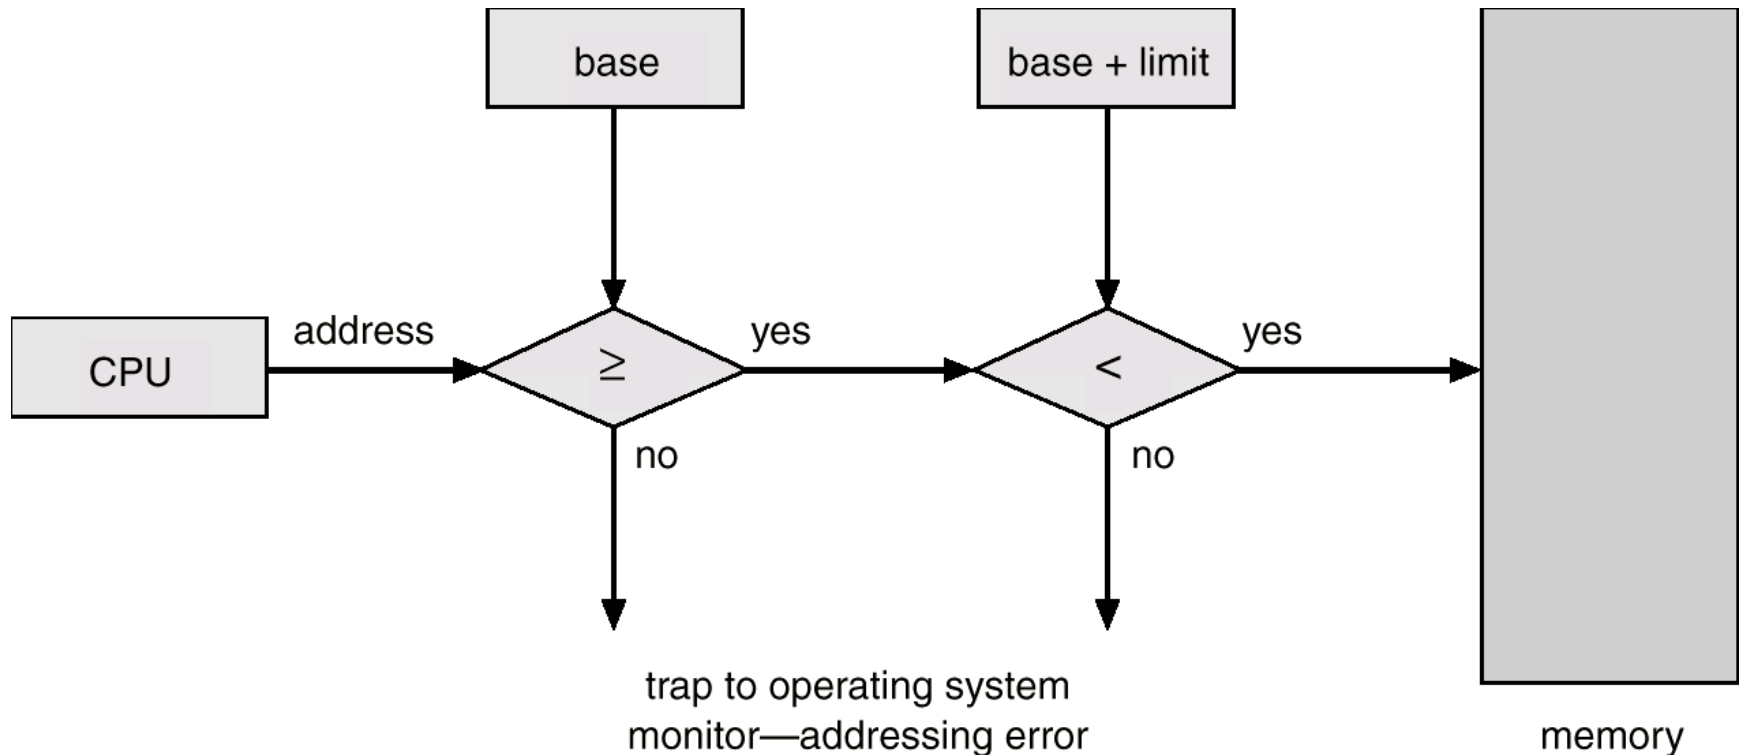 base
base + limit
address
yes
yes
CPU
≥
<
no
no
trap to operating system
monitor—addressing error
memory